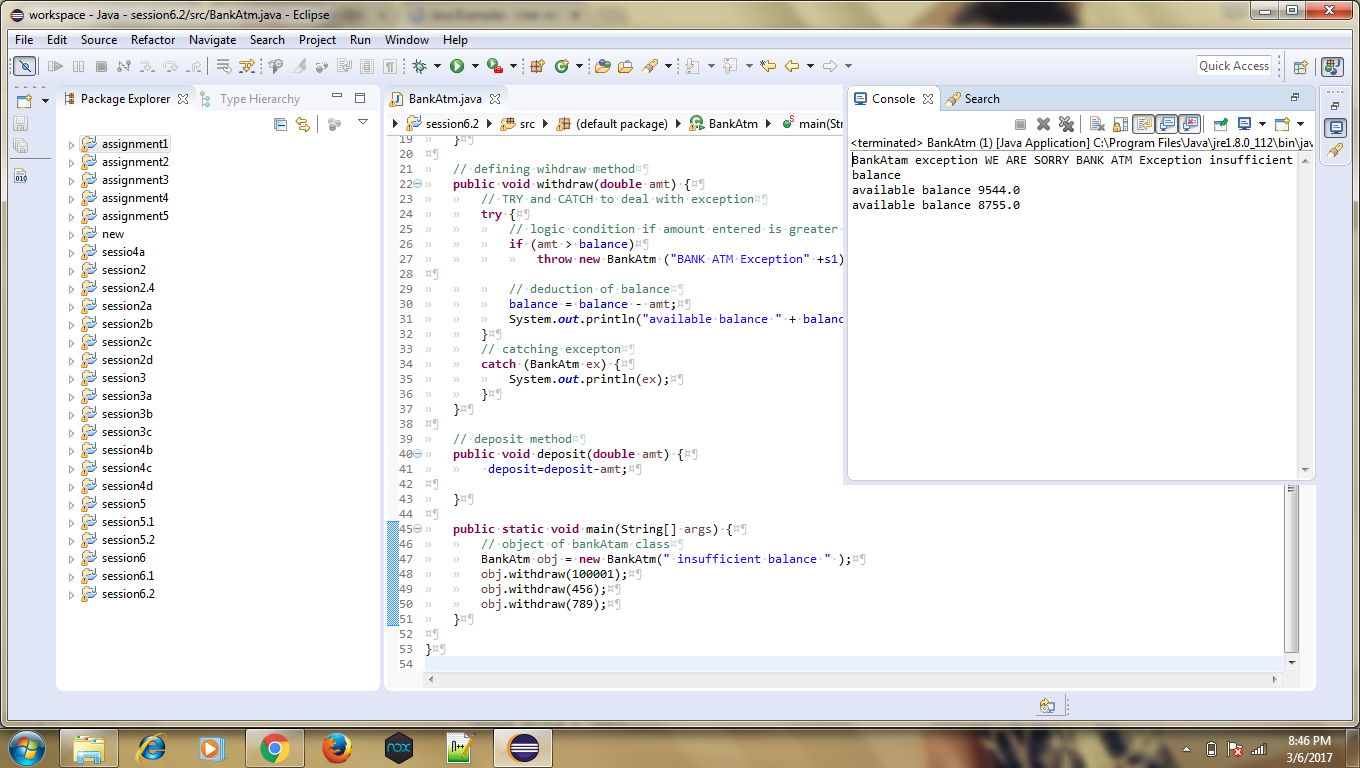 workspace - Java - session6.2/src/BankAtm.java - Eclipse
File Edit Source Refactor Navigate Search Project Run Window Help
Quick Access
Package Explorer Type Hierarchy
BankAtm.java
Console Search
session6.2 src (default package) BankAtm main(Stri
<terminated> BankAtm (1) [Java Application] C:\Program Files\Java\jre1.8.0_112\bin\jav
BankAtam exception WE ARE SORRY BANK ATM Exception insufficient
balance
available balance 9544.0
available balance 8755.0
assignment1
assignment2
assignment3
assignment4
assignment5
new
sessio4a
session2
session2.4
session2a
session2b
session2c
session2d
session3
session3a
session3b
session3c
session4b
session4c
session4d
session5
session5.1
session5.2
session6
session6.1
session6.2
19 }
20
21 // defining wihdraw method
22 public void withdraw(double amt) {
23 // TRY and CATCH to deal with exception
24 try {
25 // logic condition if amount entered is greater
26 if (amt > balance)
27 throw new BankAtm ("BANK ATM Exception" +s1)
28
29 // deduction of balance
30 balance = balance - amt;
31 System.out.println("available balance " + balanc
32 }
33 // catching excepton
34 catch (BankAtm ex) {
35 System.out.println(ex);
36 }
37 }
38
39 // deposit method
40 public void deposit(double amt) {
41 deposit=deposit-amt;
42
43 }
44
45 public static void main(String[] args) {
46 // object of bankAtam class
47 BankAtm obj = new BankAtm(" insufficient balance " );
48 obj.withdraw(100001);
49 obj.withdraw(456);
50 obj.withdraw(789);
51 }
52
53 }
54
8:46 PM
3/6/2017